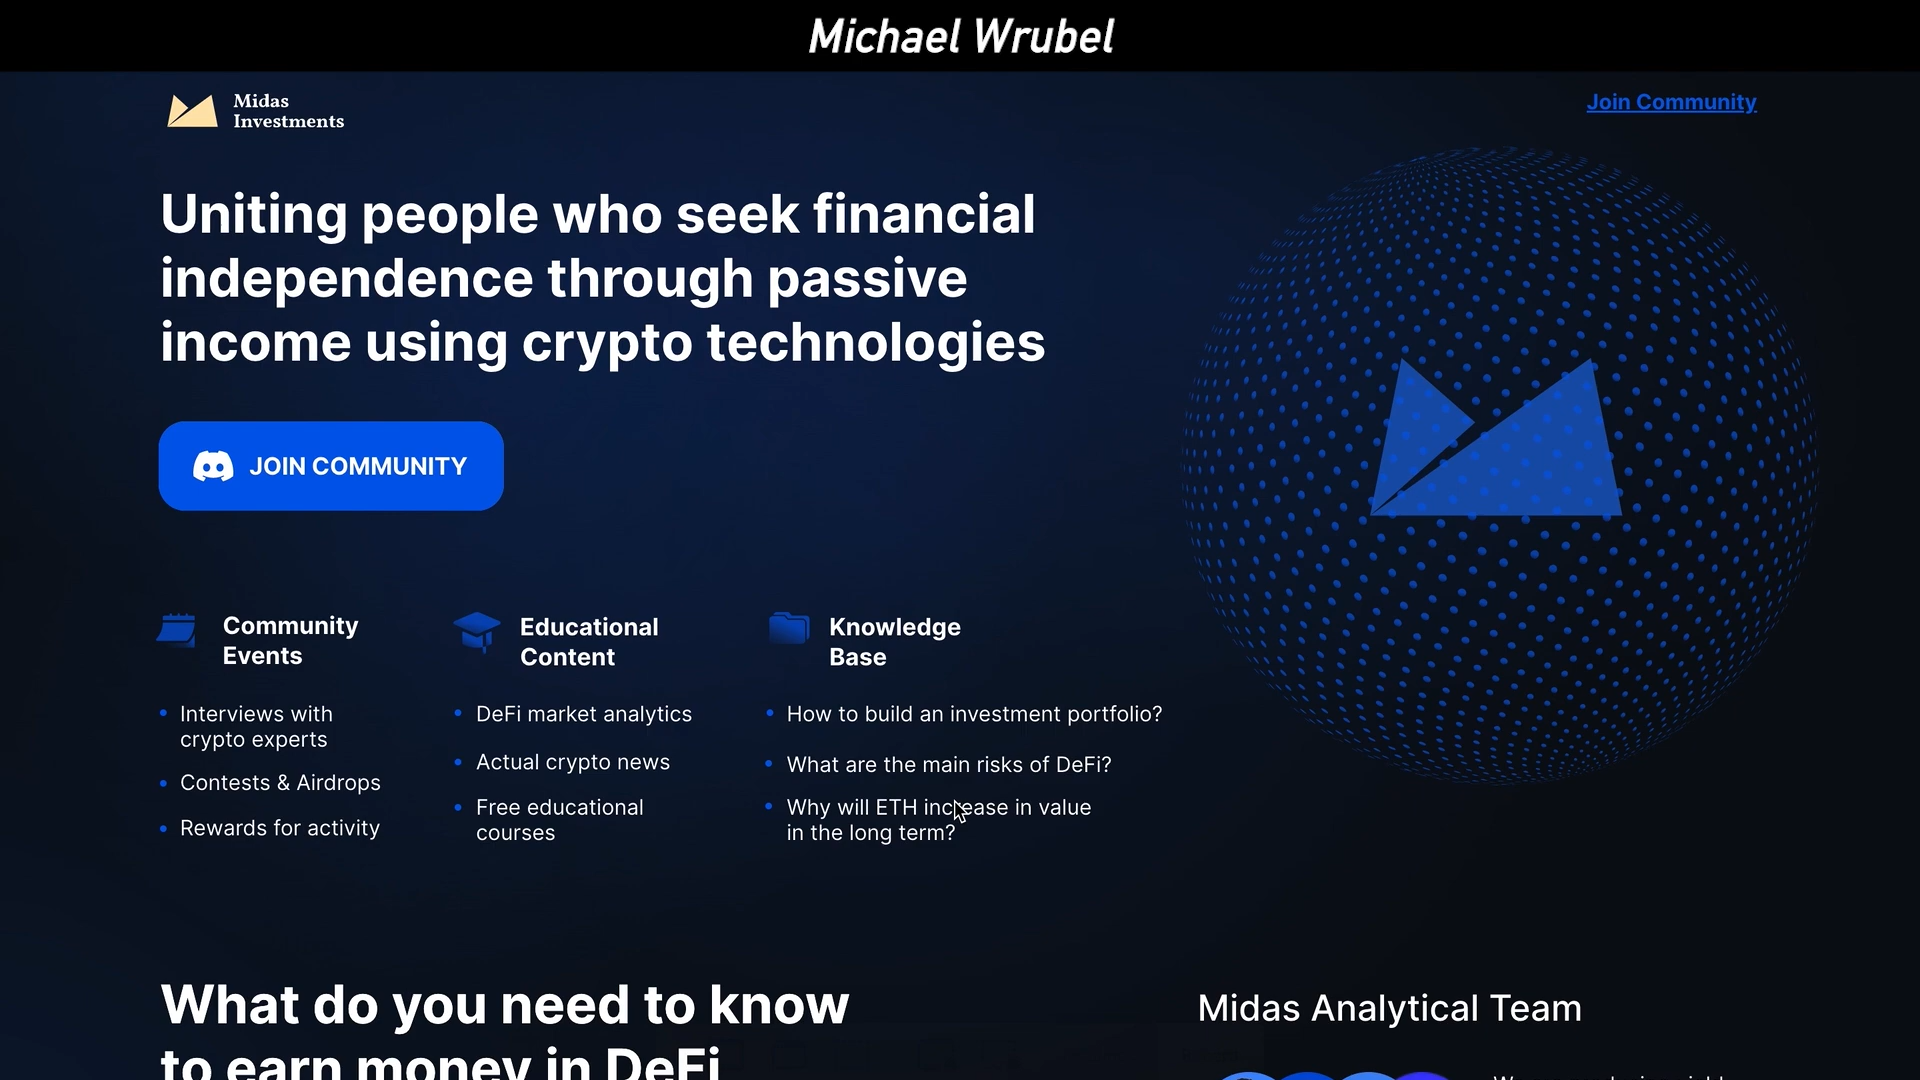 Michael Wrubel
Midas
Investments
Join Community
Uniting people who seek financial
independence through passive
income using crypto technologies
JOIN COMMUNITY
Community
Events
Interviews with
crypto experts
Contests & Airdrops
Rewards for activity
Educational
Content
DeFi market analytics
Actual crypto news
Free educational
courses
Knowledge
Base
How to build an investment portfolio?
What are the main risks of DeFi?
Why will ETH increase in value
in the long term?
What do you need to know
to earn money in DeFi
Midas Analytical Team